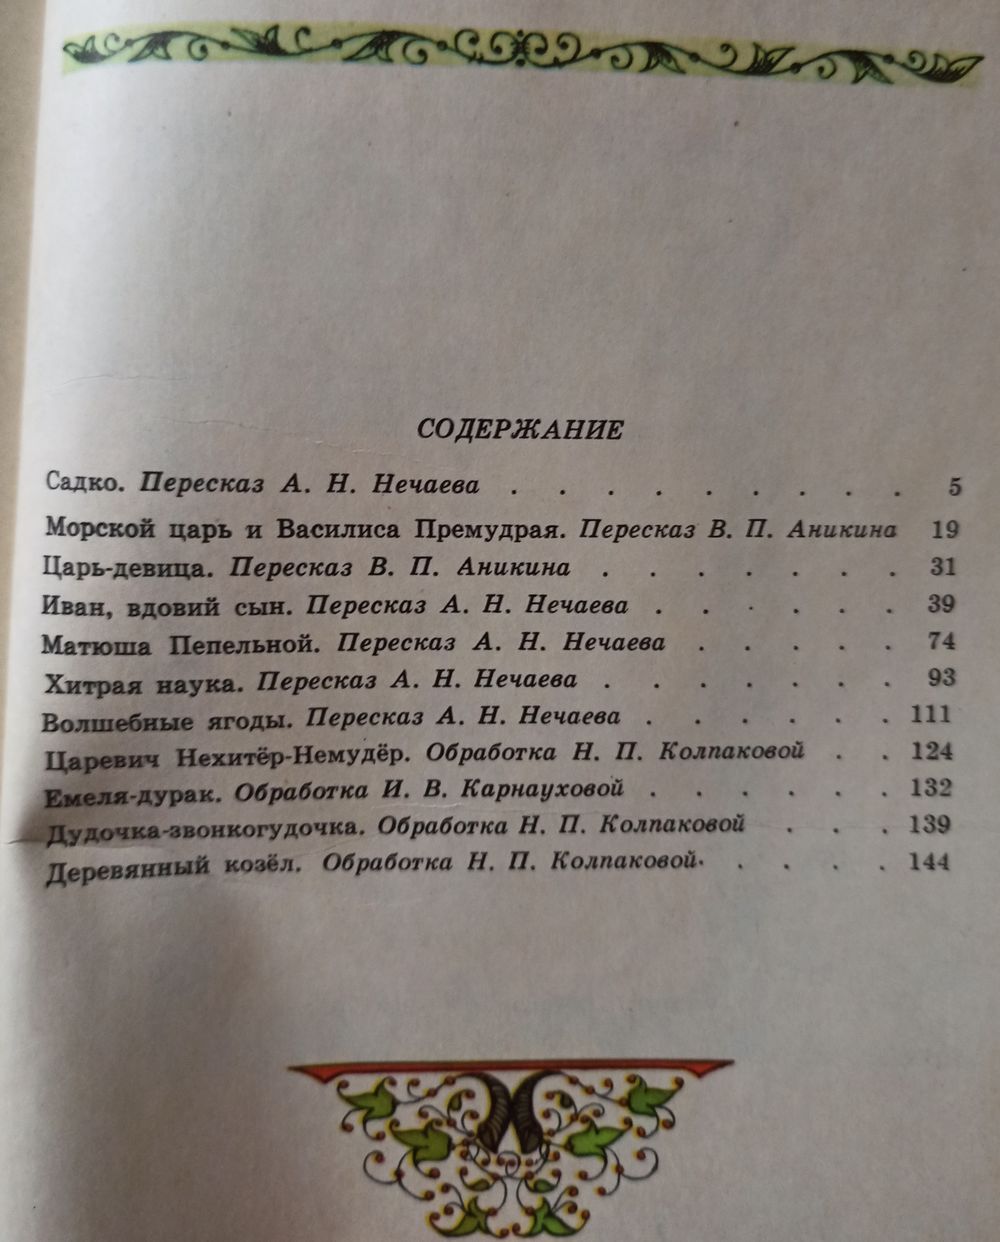 СОДЕРЖАНИЕ
Садко. Пересказ А. Н. Нечаева . . . . . . . . . 5
Морской царь и Василиса Премудрая. Пересказ В. П. Аникина 19
Царь-девица. Пересказ В. П. Аникина . . . . . . . 31
Иван, вдовий сын. Пересказ А. Н. Нечаева . . . . . . 39
Матюша Пепельной. Пересказ А. Н. Нечаева . . . . . 74
Хитрая наука. Пересказ А. Н. Нечаева . . . . . . . 93
Волшебные ягоды. Пересказ А. Н. Нечаева . . . . . . 111
Царевич Нехитёр-Немудёр. Обработка Н. П. Колпаковой . . 124
Емеля-дурак. Обработка И. В. Карнауховой . . . . . . 132
Дудочка-звонкогудочка. Обработка Н. П. Колпаковой . . . 139
Деревянный козёл. Обработка Н. П. Колпаковой . . . . . 144